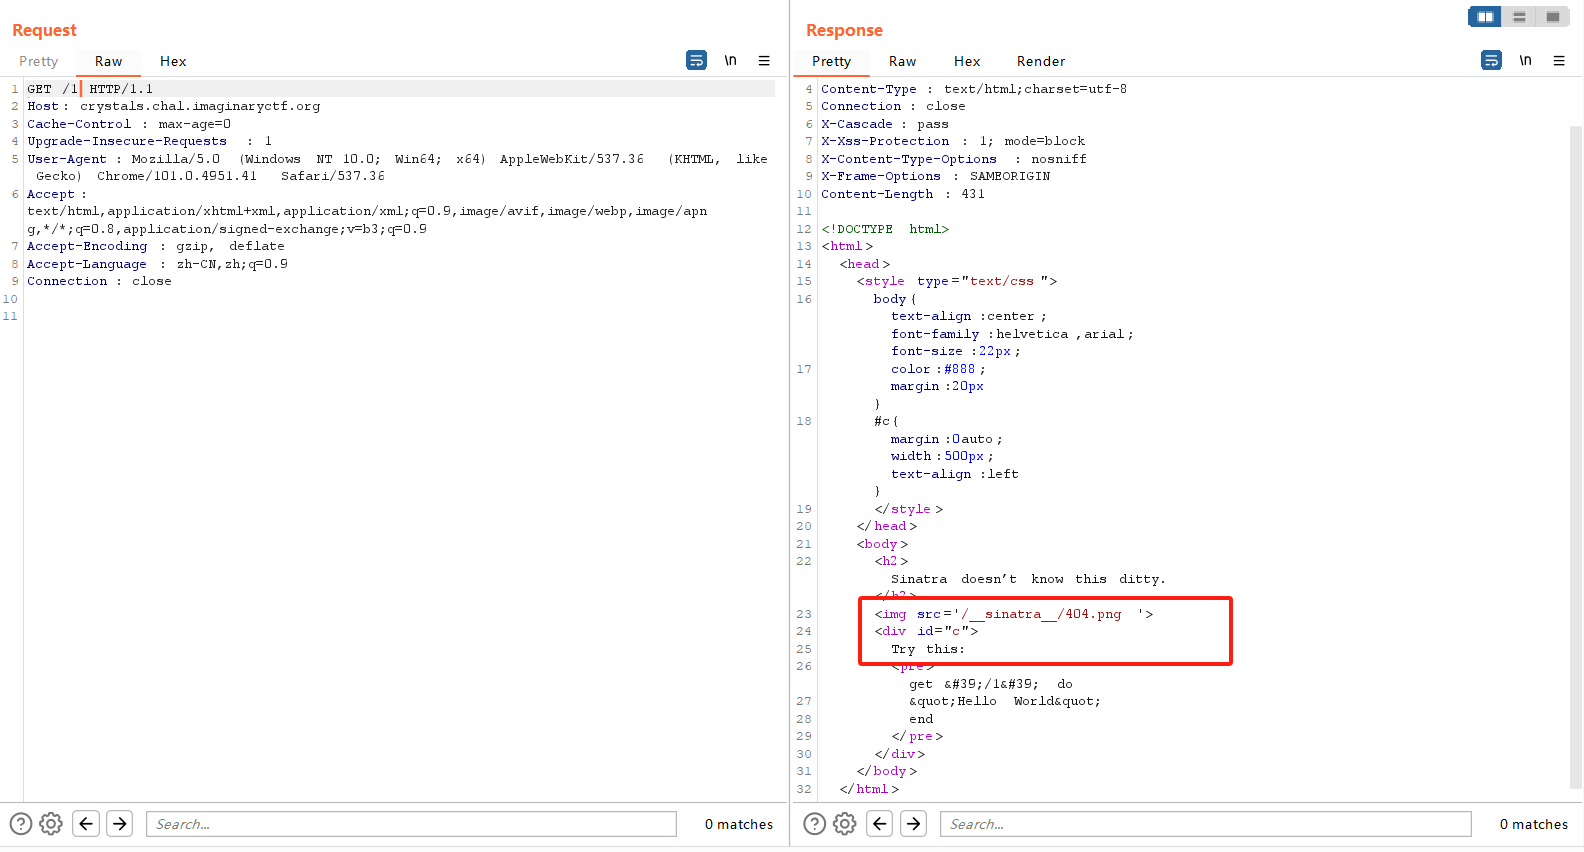 Request
Pretty Raw Hex
\n
1 GET /1 HTTP/1.1
2 Host : crystals.chal.imaginaryctf.org
3 Cache-Control : max-age=0
4 Upgrade-Insecure-Requests : 1
5 User-Agent : Mozilla/5.0 (Windows NT 10.0; Win64; x64) AppleWebKit/537.36 (KHTML, like
Gecko) Chrome/101.0.4951.41 Safari/537.36
6 Accept :
text/html,application/xhtml+xml,application/xml;q=0.9,image/avif,image/webp,image/apn
g,*/*;q=0.8,application/signed-exchange;v=b3;q=0.9
7 Accept-Encoding : gzip, deflate
8 Accept-Language : zh-CN,zh;q=0.9
9 Connection : close
10
11
Search...
0 matches
Response
Pretty Raw Hex Render
\n
4 Content-Type : text/html;charset=utf-8
5 Connection : close
6 X-Cascade : pass
7 X-Xss-Protection : 1; mode=block
8 X-Content-Type-Options : nosniff
9 X-Frame-Options : SAMEORIGIN
10 Content-Length : 431
11
12 <!DOCTYPE html>
13 <html>
14 <head>
15 <style type="text/css ">
16 body{
text-align :center ;
font-family :helvetica ,arial ;
font-size :22px ;
17 color :#888 ;
margin :20px
}
18 #c{
margin :0auto ;
width :500px ;
text-align :left
}
19 </style >
20 </head>
21 <body>
22 <h2>
Sinatra doesn’t know this ditty.
</h2>
23 <img src='/__sinatra__/404.png '>
24 <div id="c">
25 Try this:
26 <pre>
get &#39;/1&#39; do
27 &quot;Hello World&quot;
28 end
29 </pre>
30 </div>
31 </body>
32 </html>
Search...
0 matches